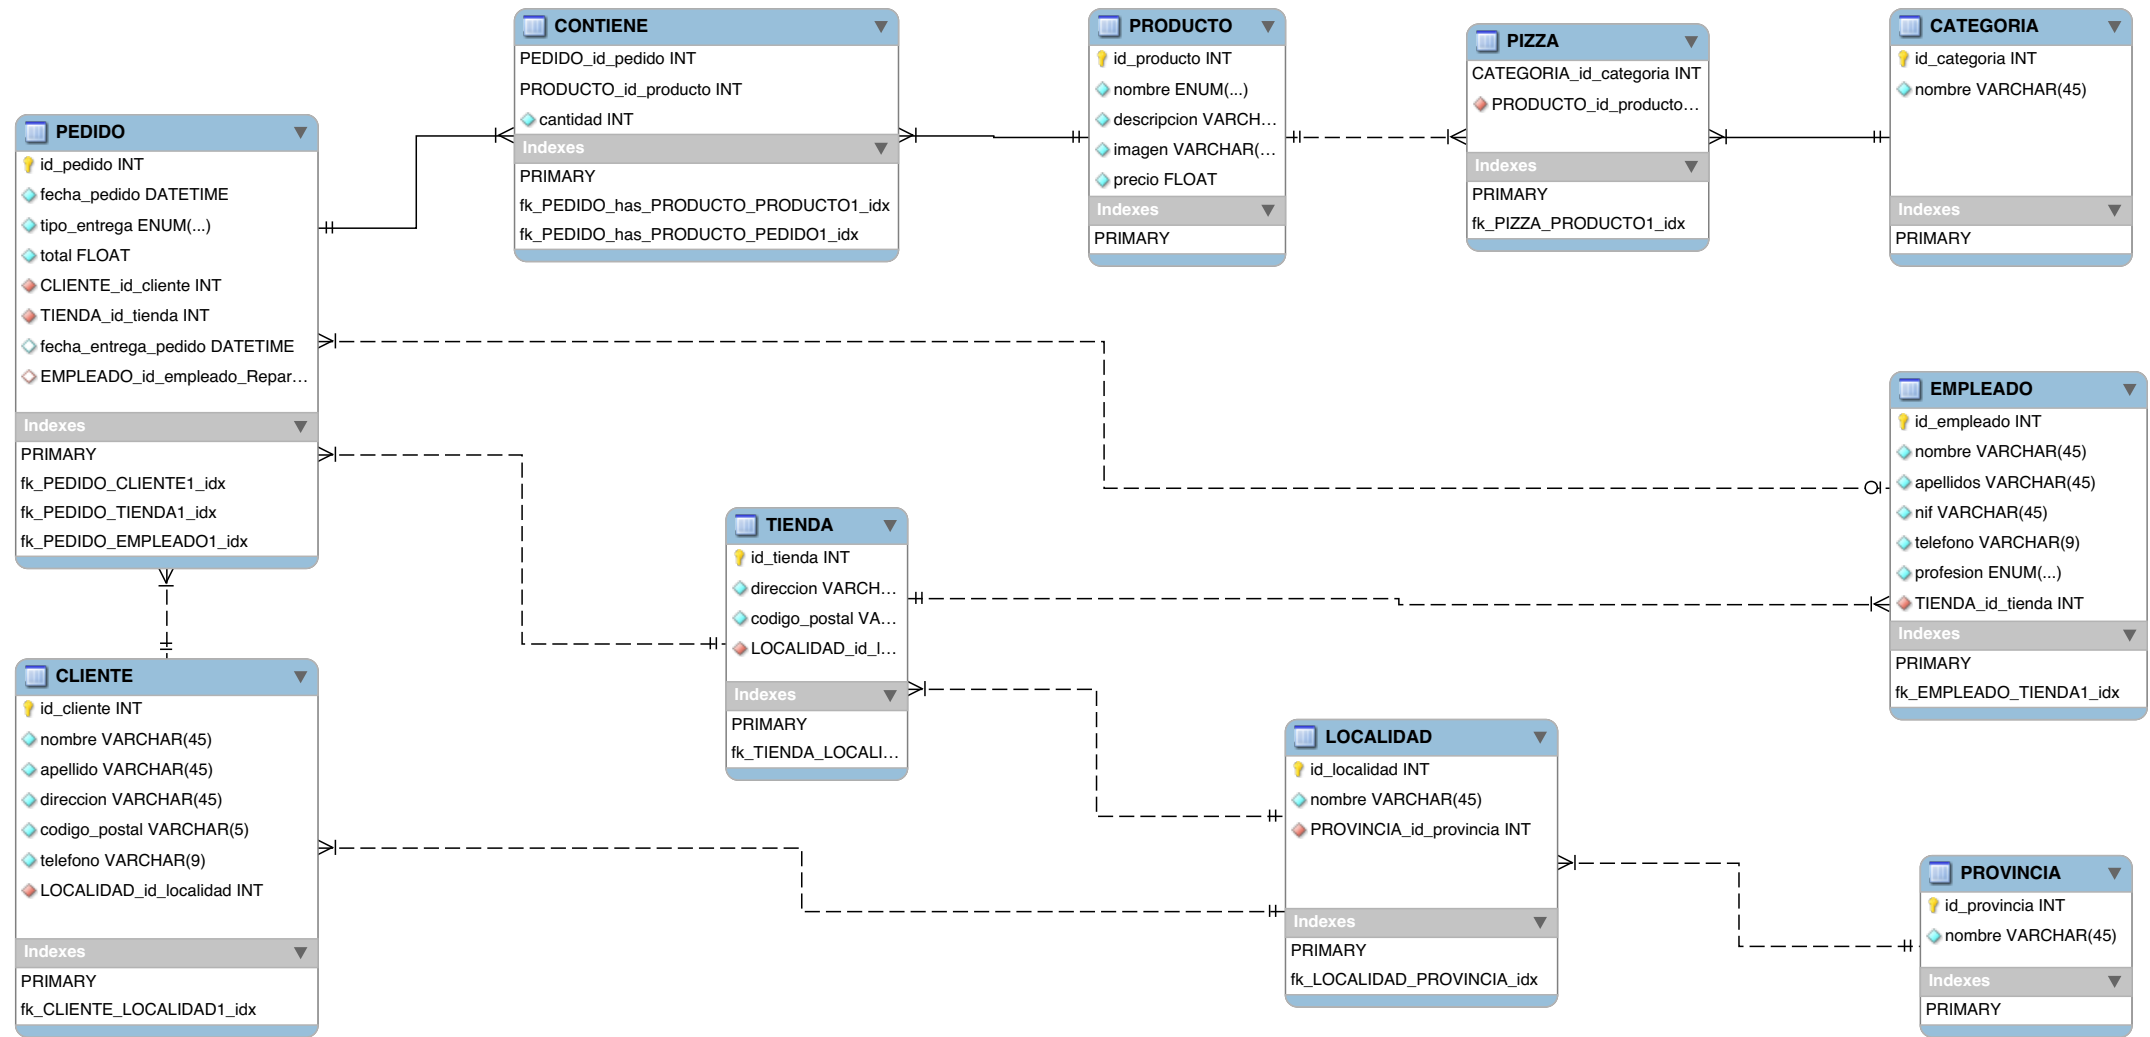 CONTIENE
PEDIDO_id_pedido INT
PRODUCTO_id_producto INT
cantidad INT
Indexes
PRIMARY
fk_PEDIDO_has_PRODUCTO_PRODUCTO1_idx
fk_PEDIDO_has_PRODUCTO_PEDIDO1_idx
PRODUCTO
id_producto INT
nombre ENUM(...)
descripcion VARCH...
imagen VARCHAR(...
precio FLOAT
Indexes
PRIMARY
PIZZA
CATEGORIA_id_categoria INT
PRODUCTO_id_producto...
Indexes
PRIMARY
fk_PIZZA_PRODUCTO1_idx
CATEGORIA
id_categoria INT
nombre VARCHAR(45)
Indexes
PRIMARY
PEDIDO
id_pedido INT
fecha_pedido DATETIME
tipo_entrega ENUM(...)
total FLOAT
CLIENTE_id_cliente INT
TIENDA_id_tienda INT
fecha_entrega_pedido DATETIME
EMPLEADO_id_empleado_Repar...
Indexes
PRIMARY
fk_PEDIDO_CLIENTE1_idx
fk_PEDIDO_TIENDA1_idx
fk_PEDIDO_EMPLEADO1_idx
EMPLEADO
id_empleado INT
nombre VARCHAR(45)
apellidos VARCHAR(45)
nif VARCHAR(45)
telefono VARCHAR(9)
profesion ENUM(...)
TIENDA_id_tienda INT
Indexes
PRIMARY
fk_EMPLEADO_TIENDA1_idx
TIENDA
id_tienda INT
direccion VARCH...
codigo_postal VA...
LOCALIDAD_id_l...
Indexes
PRIMARY
fk_TIENDA_LOCALI...
CLIENTE
id_cliente INT
nombre VARCHAR(45)
apellido VARCHAR(45)
direccion VARCHAR(45)
codigo_postal VARCHAR(5)
telefono VARCHAR(9)
LOCALIDAD_id_localidad INT
Indexes
PRIMARY
fk_CLIENTE_LOCALIDAD1_idx
LOCALIDAD
id_localidad INT
nombre VARCHAR(45)
PROVINCIA_id_provincia INT
Indexes
PRIMARY
fk_LOCALIDAD_PROVINCIA_idx
PROVINCIA
id_provincia INT
nombre VARCHAR(45)
Indexes
PRIMARY